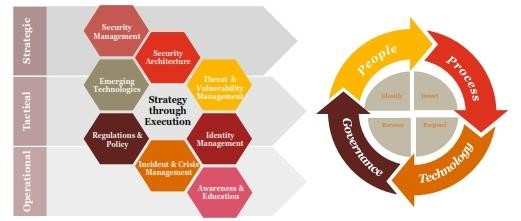 Strategic
Tactical
Operational
Security
Management
Security
Architecture
Emerging
Technologies
Threat &
Vulnerability
Management
Strategy
through
Execution
Regulations &
Policy
Identity
Management
Incident & Crisis
Management
Awareness &
Education
People
Process
Technology
Governance
Identify
Detect
Recover
Respond